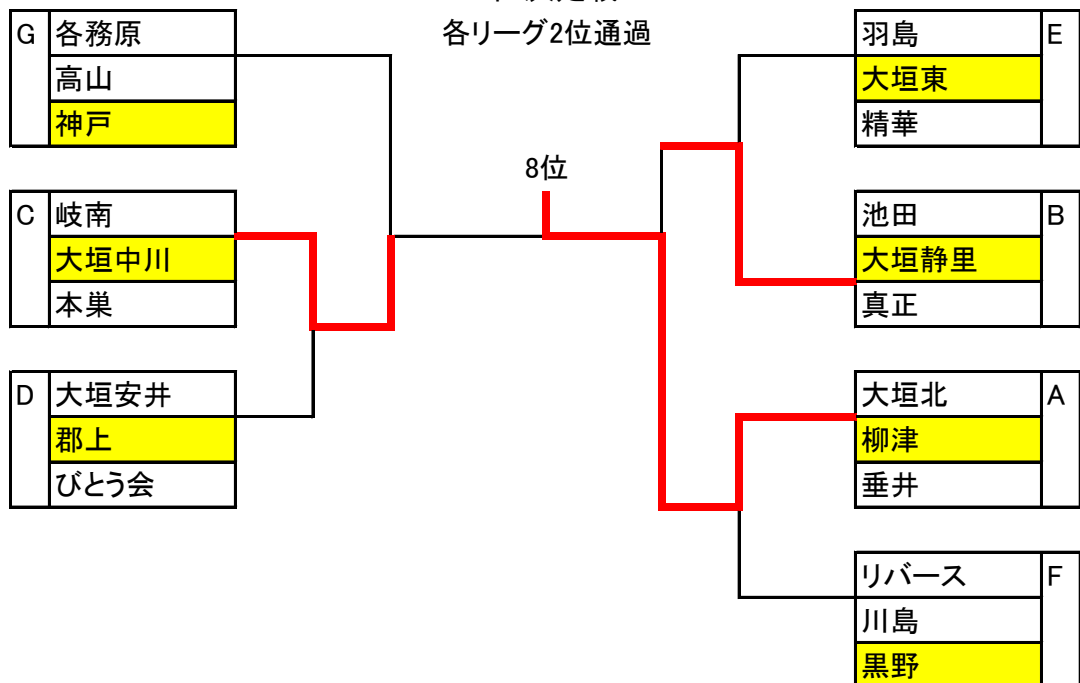 各リーグ2位通過
G
各務原
高山
神戸
C
岐南
大垣中川
本巣
D
大垣安井
郡上
びとう会
8位
羽島
E
大垣東
精華
池田
B
大垣静里
真正
大垣北
A
柳津
垂井
リバース
F
川島
黒野